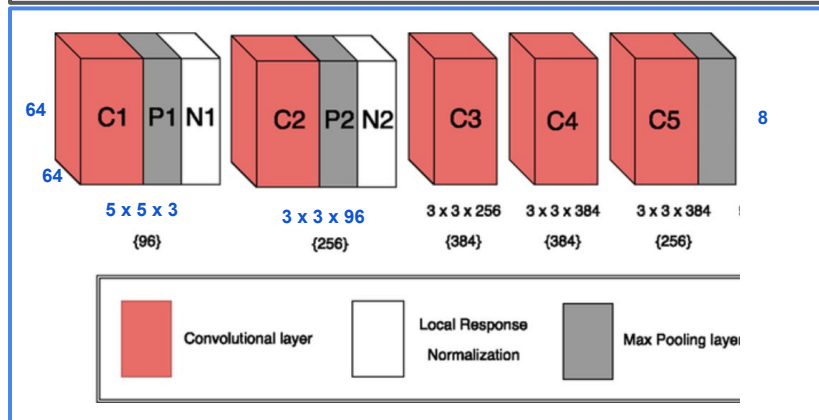 C1 P1 N1
C2 P2 N2
C3
C4
C5
64
64
8
5 x 5 x 3
3 x 3 x 96
3 x 3 x 256
3 x 3 x 384
3 x 3 x 384
{96}
{256}
{384}
{384}
{256}
Convolutional layer
Local Response
Normalization
Max Pooling laye